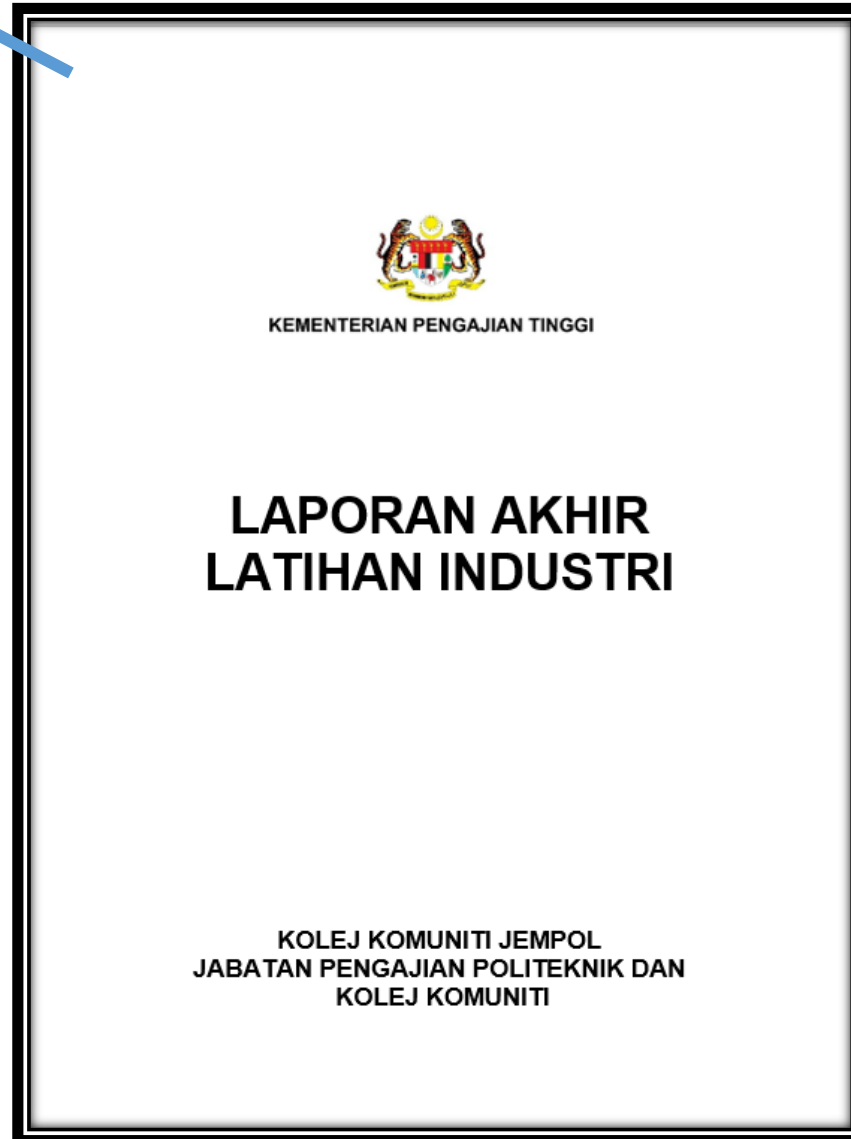 KEMENTERIAN PENGAJIAN TINGGI
LAPORAN AKHIR
LATIHAN INDUSTRI
KOLEJ KOMUNITI JEMPOL
JABATAN PENGAJIAN POLITEKNIK DAN
KOLEJ KOMUNITI